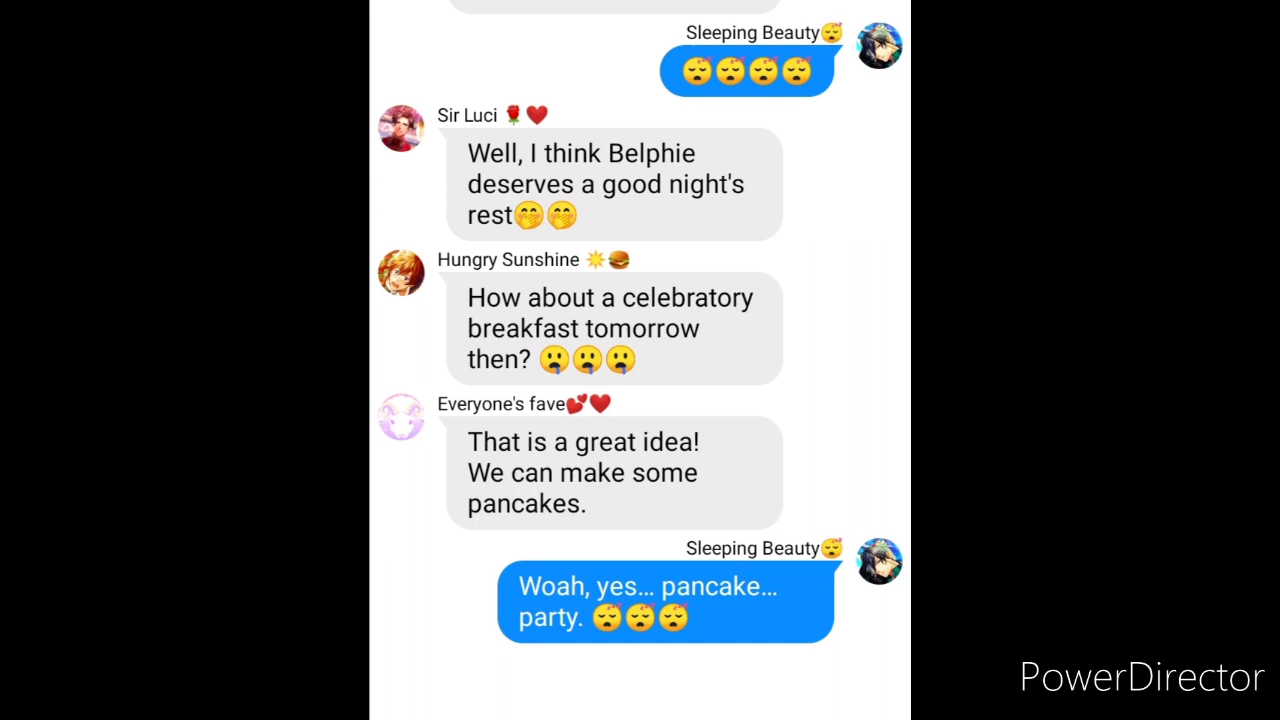 Sleeping Beauty😴
😴😴😴😴
Sir Luci 🌹❤️
Well, I think Belphie
deserves a good night's
rest🤭🤭
Hungry Sunshine ☀️🍔
How about a celebratory
breakfast tomorrow
then? 🤤🤤🤤
Everyone's fave💕❤️
That is a great idea!
We can make some
pancakes.
Sleeping Beauty😴
Woah, yes... pancake...
party. 😴😴😴
PowerDirector